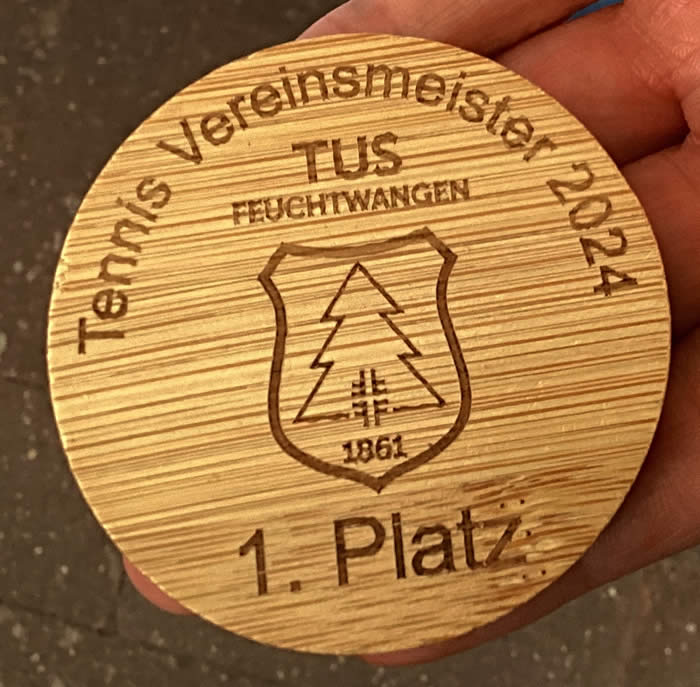 Tennis Vereinsmeister 2024
TUS
FEUCHTWANGEN
1861
1. Platz